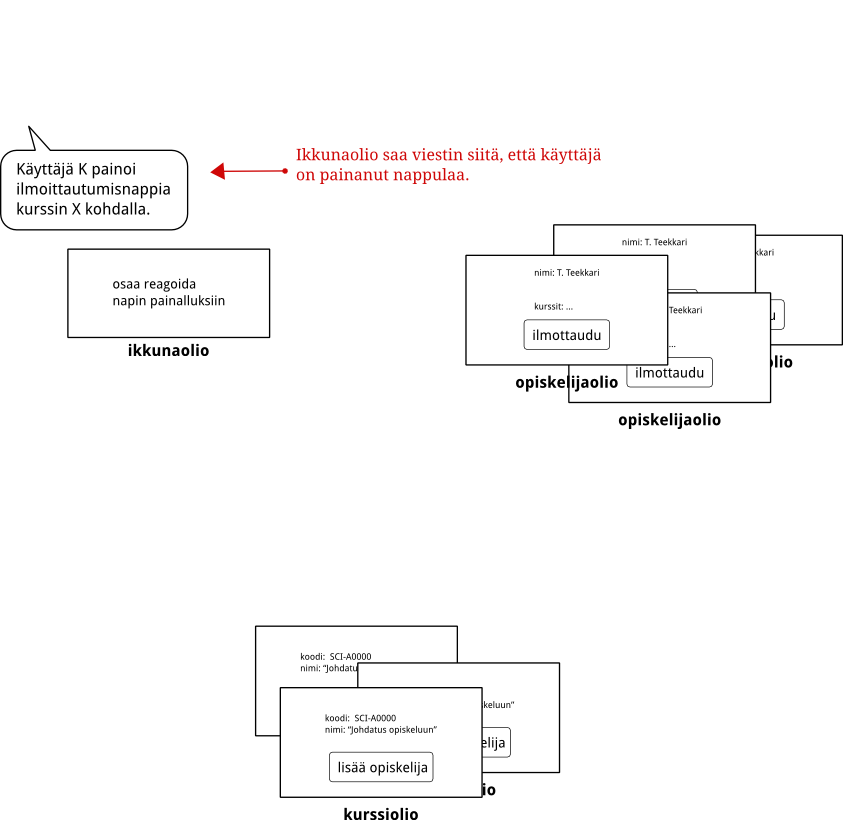 Käyttäjä K painoi
ilmoittautumisnappia
kurssin X kohdalla.
Ikkunaolio saa viestin siitä, että käyttäjä
on painanut nappulaa.
osaa reagoida
napin painalluksiin
ikkunaolio
nimi: T. Teekkari
nimi: T. Teekkari
kurssit: ...
ilmottaudu
opiskelijaolio
Teekkari
...
ilmottaudu
opiskelijaolio
kkari
u
olio
koodi:  SCI-A0000
nimi: “Johdatu
koodi:  SCI-A0000
nimi: “Johdatus opiskeluun”
lisää opiskelija
kurssiolio
keluun”
elija
io